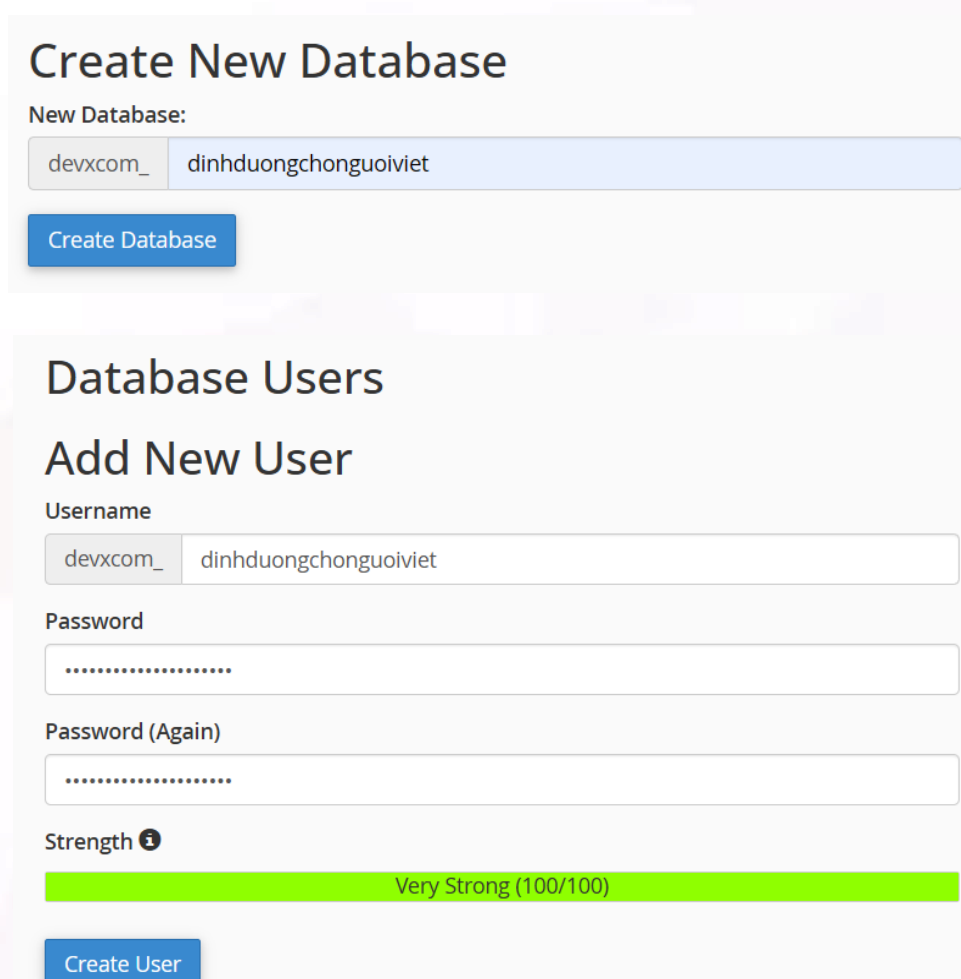 Create New Database
New Database:
devxcom_ dinhduongchonguoiviet
Create Database
Database Users
Add New User
Username
devxcom_ dinhduongchonguoiviet
Password
•••••••••••••••••••••
Password (Again)
•••••••••••••••••••••
Strength
Very Strong (100/100)
Create User